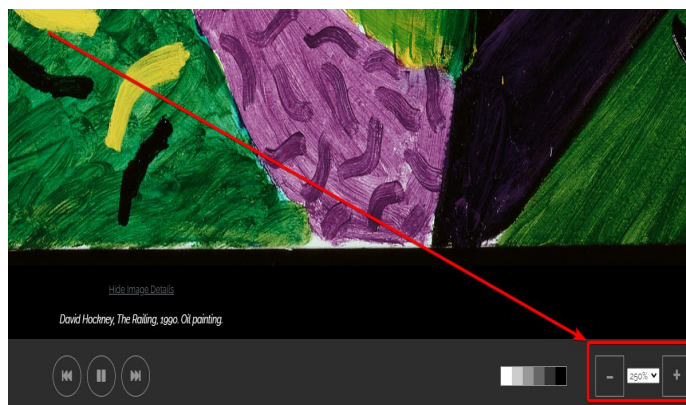 Hide Image Details
David Hockney, The Railing, 1990. Oil painting.
- 250% +